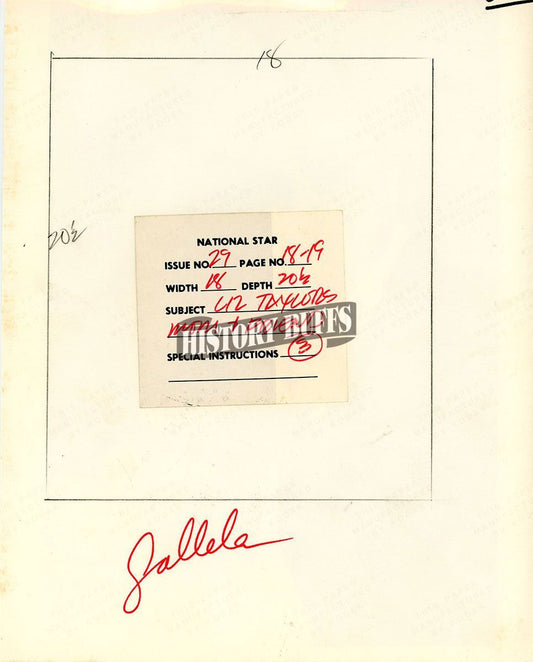 18
20½
NATIONAL STAR
ISSUE NO. 29 PAGE NO. 18-19
WIDTH 18 DEPTH 20½
SUBJECT LIZ TAYLORS
HISTORY BUFFS
SPECIAL INSTRUCTIONS 3
Gallela